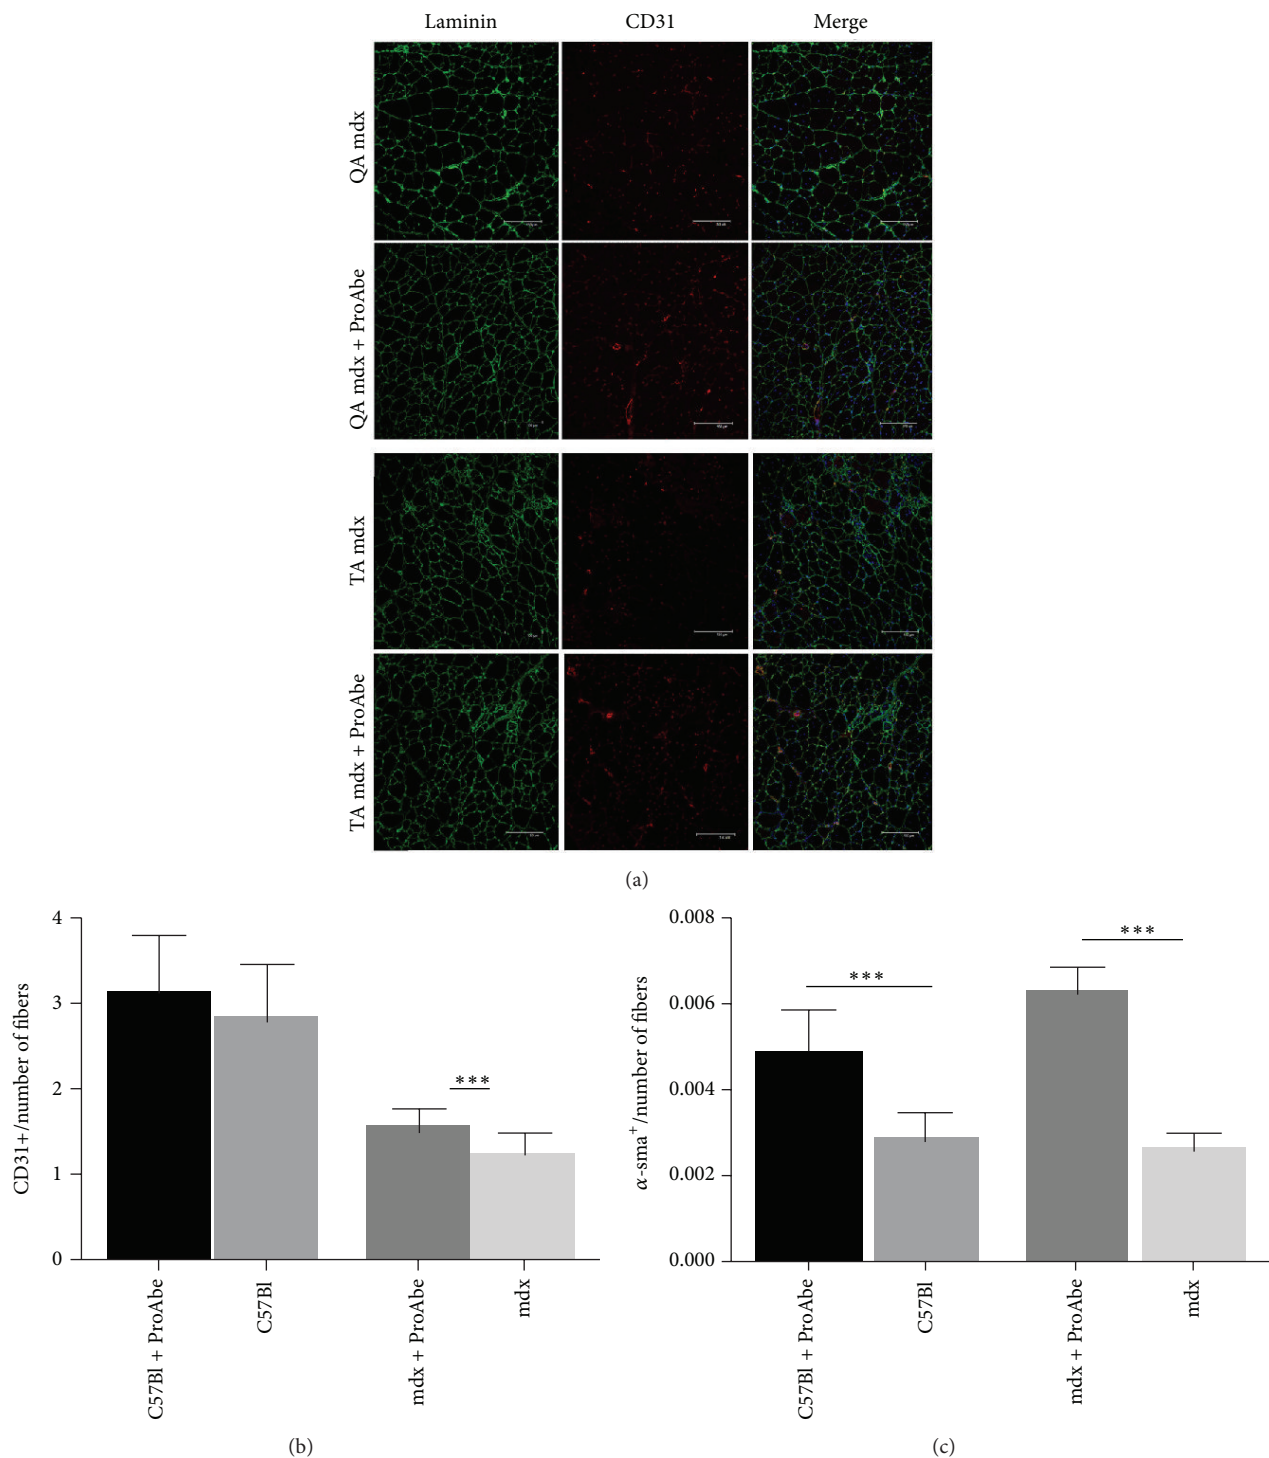 Laminin CD31 Merge
QA mdx
QA mdx + ProAbe
TA mdx
TA mdx + ProAbe
(a)
CD31+/number of fibers
4
3
2
1
0
***
C57Bl + ProAbe
C57Bl
mdx + ProAbe
mdx
(b)
α-sma⁺/number of fibers
0.008
0.006
0.004
0.002
0.000
***
***
C57Bl + ProAbe
C57Bl
mdx + ProAbe
mdx
(c)